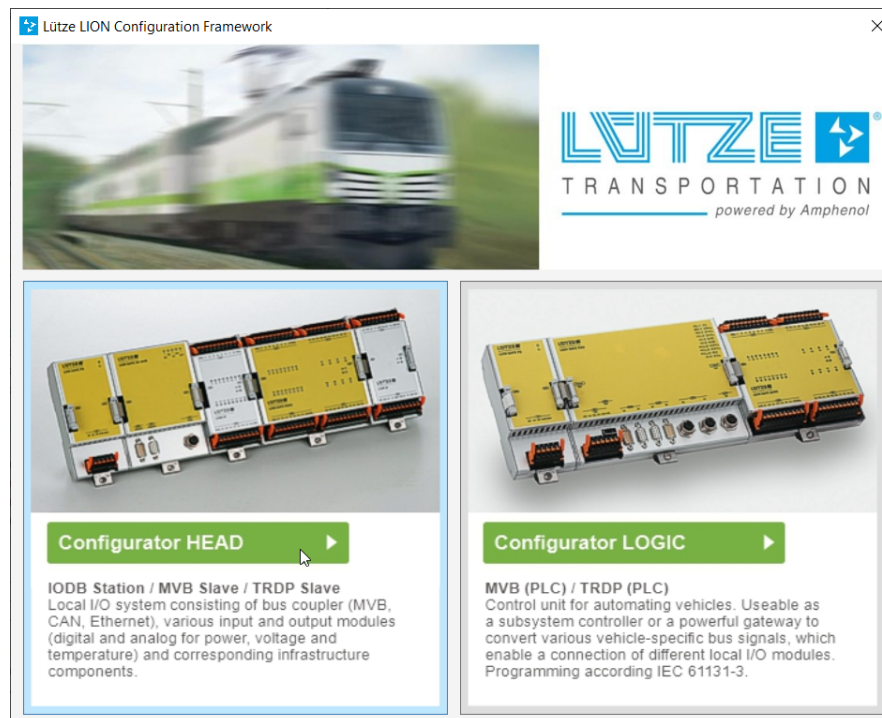 Lütze LION Configuration Framework
LÜTZE
®
TRANSPORTATION
powered by Amphenol
LÜTZE
LÜTZE
LÜTZE
LÜTZE
Configurator HEAD
IODB Station / MVB Slave / TRDP Slave
Local I/O system consisting of bus coupler (MVB,
CAN, Ethernet), various input and output modules
(digital and analog for power, voltage and
temperature) and corresponding infrastructure
components.
Configurator LOGIC
MVB (PLC) / TRDP (PLC)
Control unit for automating vehicles. Useable as
a subsystem controller or a powerful gateway to
convert various vehicle-specific bus signals, which
enable a connection of different local I/O modules.
Programming according IEC 61131-3.